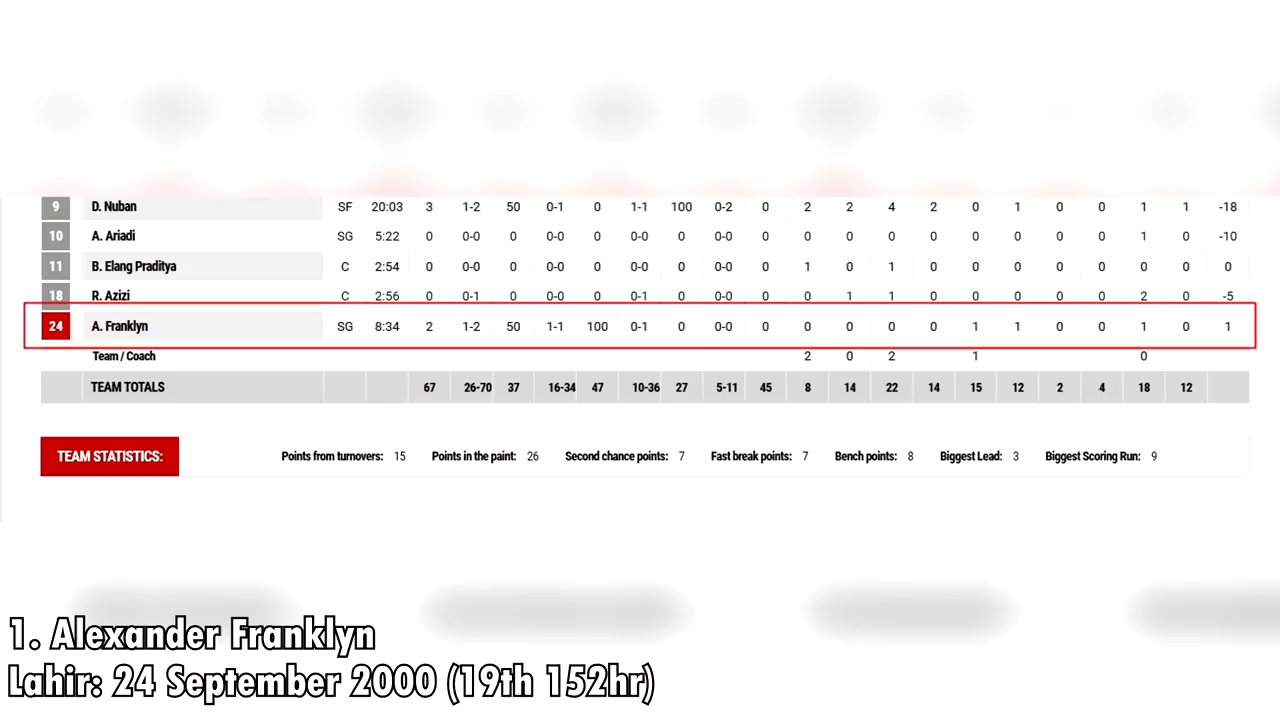 9 D. Nuban SF 20:03 3 1-2 50 0-1 0 1-1 100 0-2 0 2 2 4 2 0 1 0 0 1 1 -18
10 A. Ariadi SG 5:22 0 0-0 0 0-0 0 0-0 0 0-0 0 0 0 0 0 0 0 0 0 1 0 -10
11 B. Elang Praditya C 2:54 0 0-0 0 0-0 0 0-0 0 0-0 0 1 0 1 0 0 0 0 0 0 0 0
18 R. Azizi C 2:56 0 0-1 0 0-0 0 0-1 0 0-0 0 0 1 1 0 0 0 0 0 2 0 -5
24 A. Franklyn SG 8:34 2 1-2 50 1-1 100 0-1 0 0-0 0 0 0 0 0 1 1 0 0 1 0 1
Team / Coach 2 0 2 1 0
TEAM TOTALS 67 26-70 37 16-34 47 10-36 27 5-11 45 8 14 22 14 15 12 2 4 18 12
TEAM STATISTICS: Points from turnovers: 15 Points in the paint: 26 Second chance points: 7 Fast break points: 7 Bench points: 8 Biggest Lead: 3 Biggest Scoring Run: 9
1. Alexander Franklyn
Lahir: 24 September 2000 (19th 152hr)